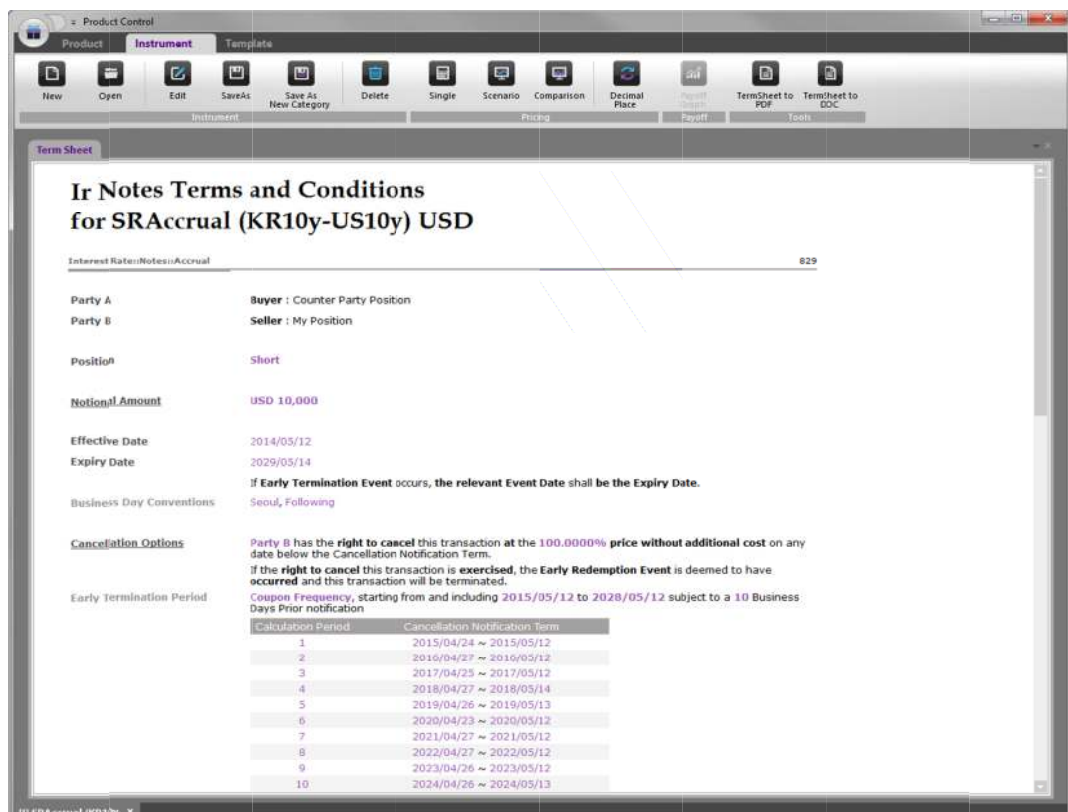 Product Control
Product Instrument Template
New Open Edit SaveAs Save As New Category Delete Single Scenario Comparison Decimal Place Payoff Graph TermSheet to PDF TermSheet to DOC
Instrument Pricing Payoff Tools
Term Sheet
Ir Notes Terms and Conditions
for SRAccrual (KR10y-US10y) USD
Interest Rate::Notes::Accrual 829
Party A Buyer : Counter Party Position
Party B Seller : My Position
Position Short
Notional Amount USD 10,000
Effective Date 2014/05/12
Expiry Date 2029/05/14
If Early Termination Event occurs, the relevant Event Date shall be the Expiry Date.
Business Day Conventions Seoul, Following
Cancellation Options Party B has the right to cancel this transaction at the 100.0000% price without additional cost on any
date below the Cancellation Notification Term.
If the right to cancel this transaction is exercised, the Early Redemption Event is deemed to have
occurred and this transaction will be terminated.
Early Termination Period Coupon Frequency, starting from and including 2015/05/12 to 2028/05/12 subject to a 10 Business
Days Prior notification
Calculation Period Cancellation Notification Term
1 2015/04/24 ~ 2015/05/12
2 2016/04/27 ~ 2016/05/12
3 2017/04/25 ~ 2017/05/12
4 2018/04/27 ~ 2018/05/14
5 2019/04/26 ~ 2019/05/13
6 2020/04/23 ~ 2020/05/12
7 2021/04/27 ~ 2021/05/12
8 2022/04/27 ~ 2022/05/12
9 2023/04/26 ~ 2023/05/12
10 2024/04/26 ~ 2024/05/13